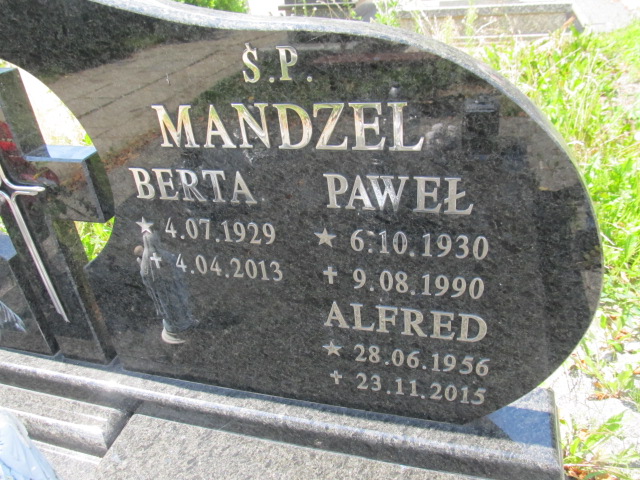 Ś.P.
MANDZEL
BERTA
★ 4.07.1929
+ 4.04.2013
PAWEŁ
★ 6.10.1930
+ 9.08.1990
ALFRED
★ 28.06.1956
+ 23.11.2015